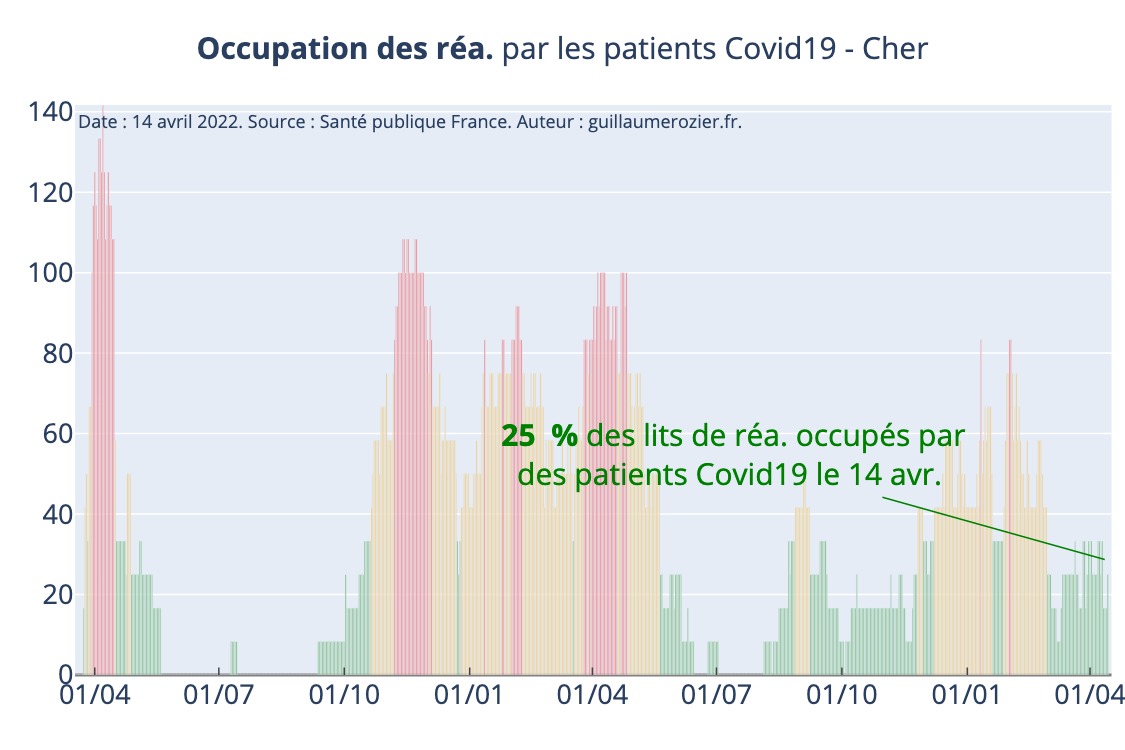 Occupation des réa. par les patients Covid19 - Cher
140
Date : 14 avril 2022. Source : Santé publique France. Auteur : guillaumerozier.fr.
120
100
80
60
25 % des lits de réa. occupés par
des patients Covid19 le 14 avr.
40
20
0
01/04 01/07 01/10 01/01 01/04 01/07 01/10 01/01 01/04